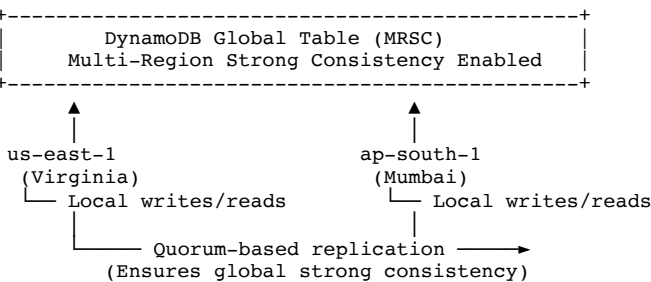 DynamoDB Global Table (MRSC)
Multi-Region Strong Consistency Enabled
us-east-1 ap-south-1
(Virginia) (Mumbai)
Local writes/reads Local writes/reads
Quorum-based replication
(Ensures global strong consistency)